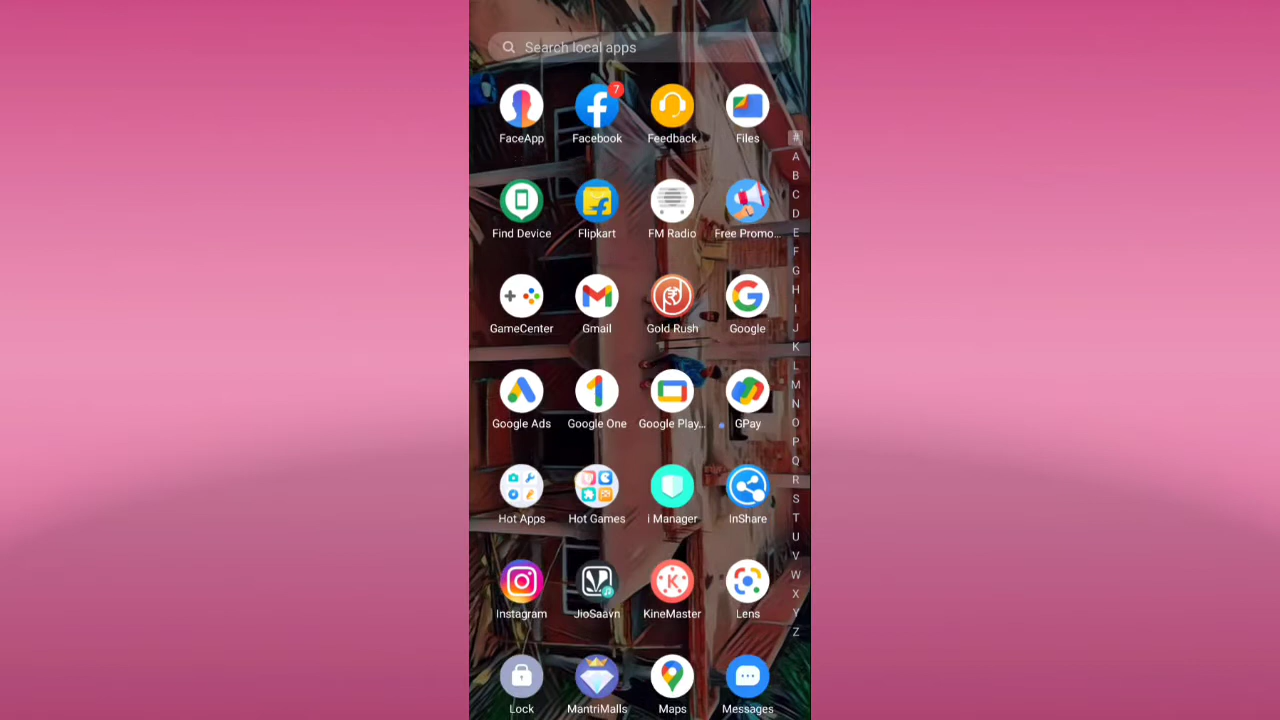 Search local apps
7
FaceApp Facebook Feedback Files
Find Device Flipkart FM Radio Free Promo...
GameCenter Gmail Gold Rush Google
Google Ads Google One Google Play... GPay
Hot Apps Hot Games i Manager InShare
Instagram JioSaavn KineMaster Lens
Lock MantriMalls Maps Messages
#
A
B
C
D
E
F
G
H
I
J
K
L
M
N
O
P
Q
R
S
T
U
V
W
X
Y
Z